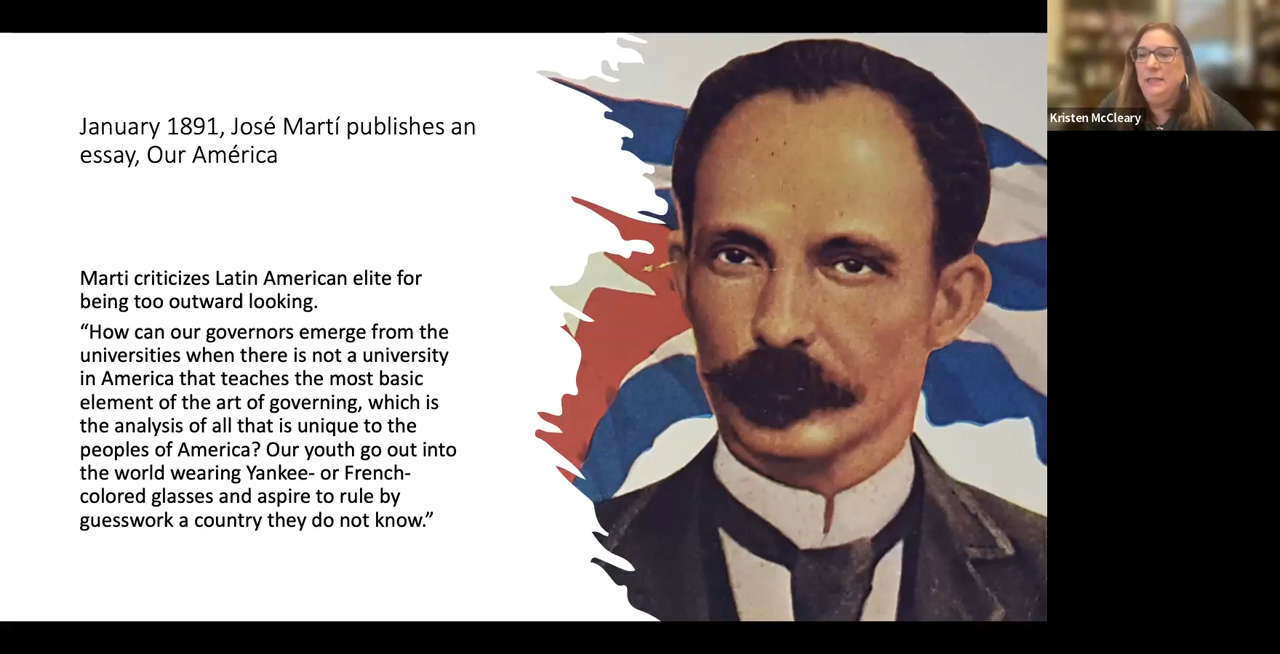 January 1891, José Martí publishes an
essay, Our América
Marti criticizes Latin American elite for
being too outward looking.
“How can our governors emerge from the
universities when there is not a university
in America that teaches the most basic
element of the art of governing, which is
the analysis of all that is unique to the
peoples of America? Our youth go out into
the world wearing Yankee- or French-
colored glasses and aspire to rule by
guesswork a country they do not know.”
Kristen McCleary